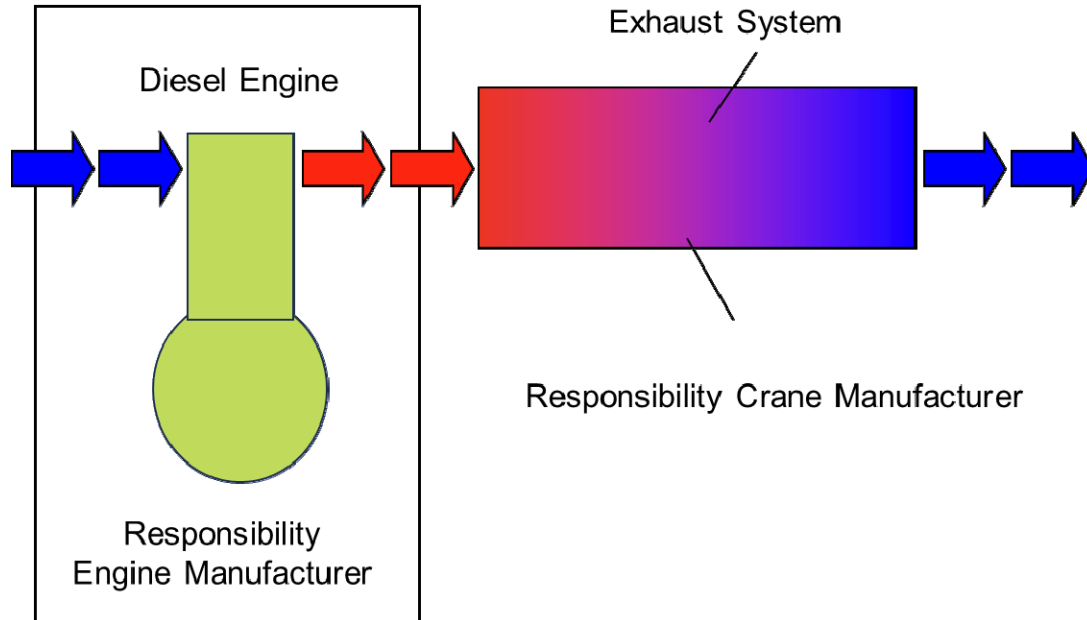 Exhaust System
Diesel Engine
Responsibility Crane Manufacturer
Responsibility
Engine Manufacturer